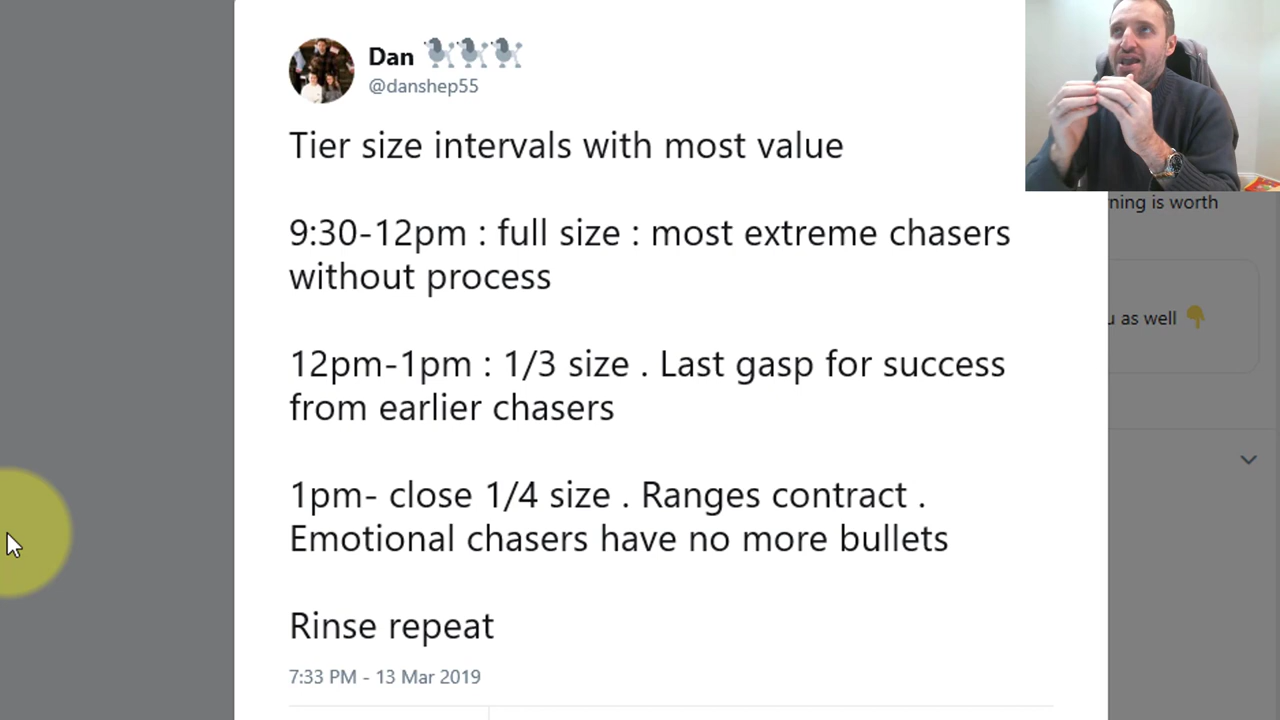 Dan 🐩🐩🐩
@danshep55
Tier size intervals with most value
9:30-12pm : full size : most extreme chasers
without process
12pm-1pm : 1/3 size . Last gasp for success
from earlier chasers
1pm- close 1/4 size . Ranges contract .
Emotional chasers have no more bullets
Rinse repeat
7:33 PM - 13 Mar 2019
is worth
as well 👇